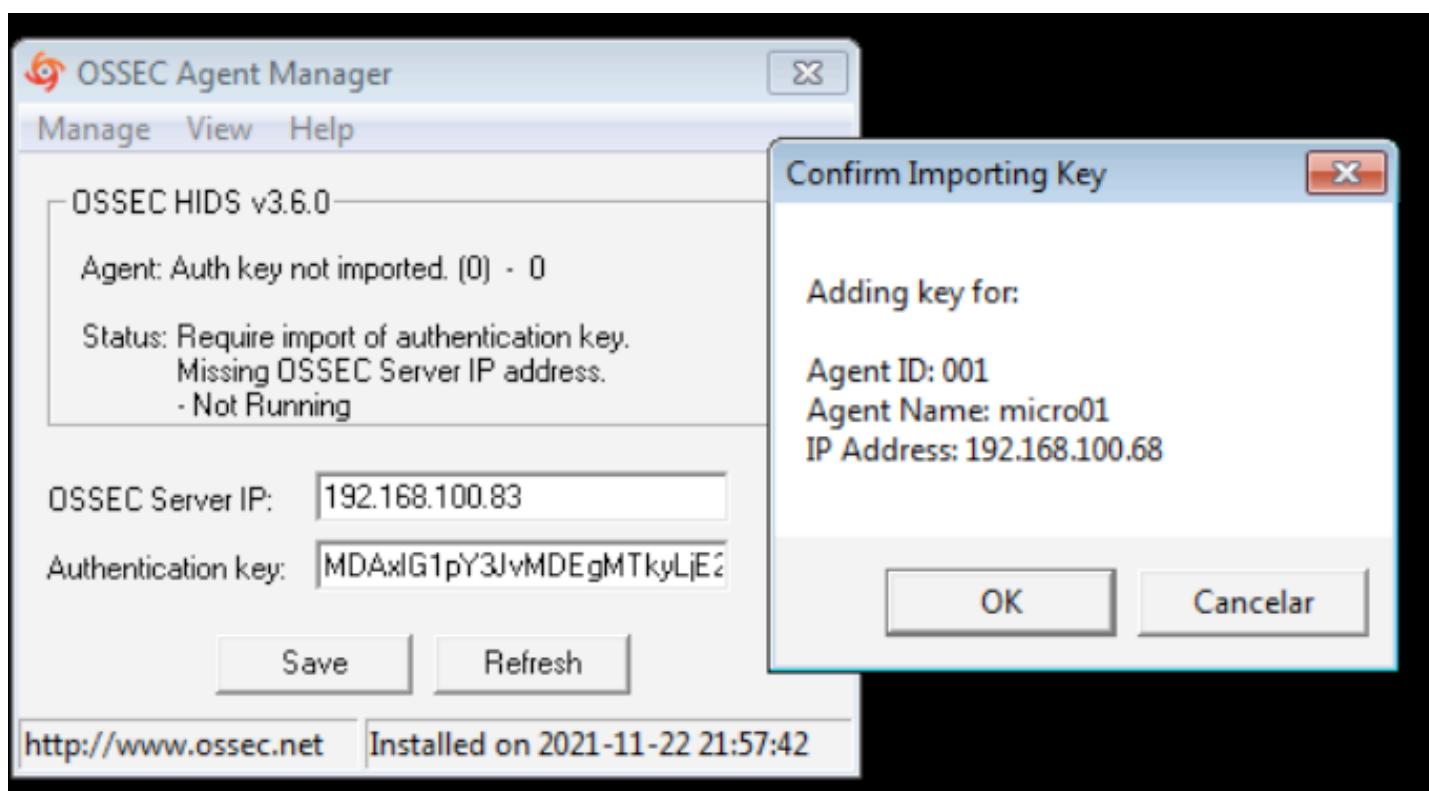 OSSEC Agent Manager
Manage View Help
OSSEC HIDS v3.6.0
Agent: Auth key not imported. (0) - 0
Status: Require import of authentication key.
Missing OSSEC Server IP address.
- Not Running
OSSEC Server IP: 192.168.100.83
Authentication key: MDAxIG1pY3JvMDEgMTkyLjE2
Save Refresh
http://www.ossec.net Installed on 2021-11-22 21:57:42
Confirm Importing Key
Adding key for:
Agent ID: 001
Agent Name: micro01
IP Address: 192.168.100.68
OK Cancelar